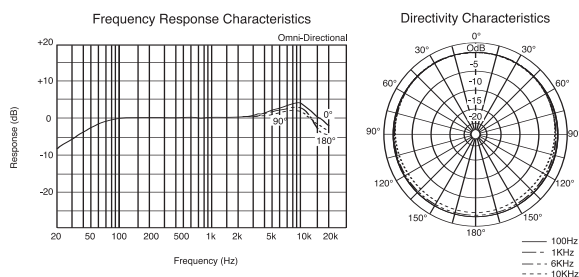 Frequency Response Characteristics
Omni-Directional
Response (dB)
+20
+10
0
-10
-20
90°
0°
180°
20 50 100 200 500 1k 2k 5k 10k 20k
Frequency (Hz)
Directivity Characteristics
0°
30° 30°
OdB
-5
60° 60°
-10
-15
-20
90° 90°
120° 120°
150° 150°
180°
100Hz
1KHz
6KHz
10KHz